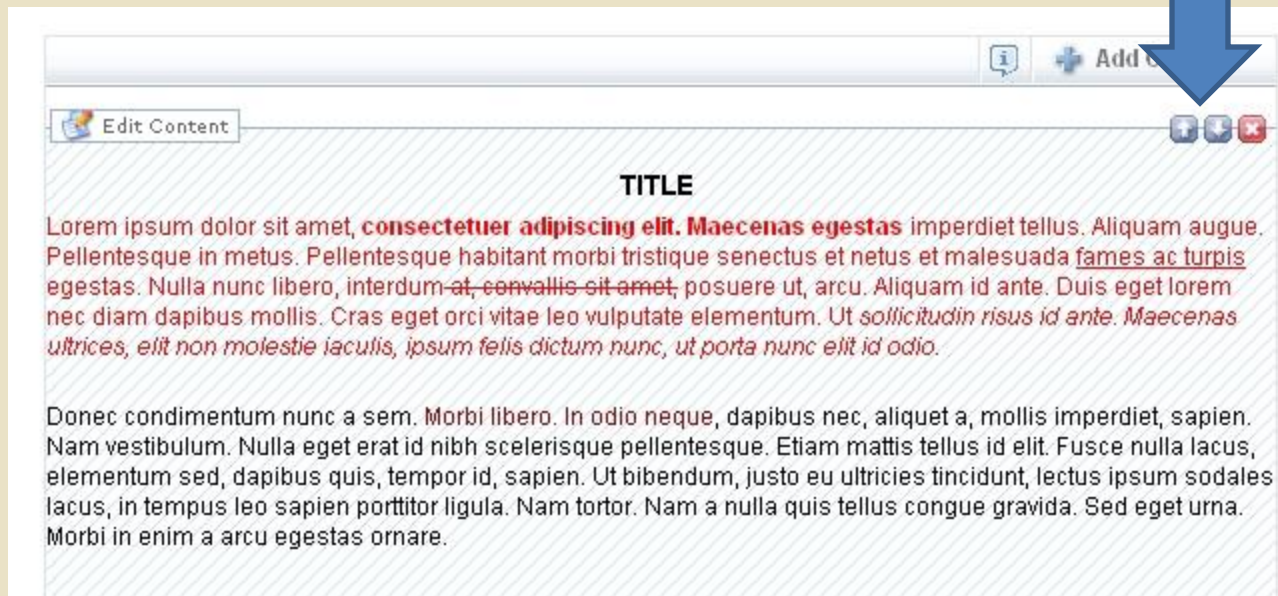 Add
Edit Content
TITLE
Lorem ipsum dolor sit amet, consectetuer adipiscing elit. Maecenas egestas imperdiet tellus. Aliquam augue.
Pellentesque in metus. Pellentesque habitant morbi tristique senectus et netus et malesuada fames ac turpis
egestas. Nulla nunc libero, interdum at, convallis sit amet, posuere ut, arcu. Aliquam id ante. Duis eget lorem
nec diam dapibus mollis. Cras eget orci vitae leo vulputate elementum. Ut sollicitudin risus id ante. Maecenas
ultrices, elit non molestie iaculis, ipsum felis dictum nunc, ut porta nunc elit id odio.
Donec condimentum nunc a sem. Morbi libero. In odio neque, dapibus nec, aliquet a, mollis imperdiet, sapien.
Nam vestibulum. Nulla eget erat id nibh scelerisque pellentesque. Etiam mattis tellus id elit. Fusce nulla lacus,
elementum sed, dapibus quis, tempor id, sapien. Ut bibendum, justo eu ultricies tincidunt, lectus ipsum sodales
lacus, in tempus leo sapien porttitor ligula. Nam tortor. Nam a nulla quis tellus congue gravida. Sed eget urna.
Morbi in enim a arcu egestas ornare.